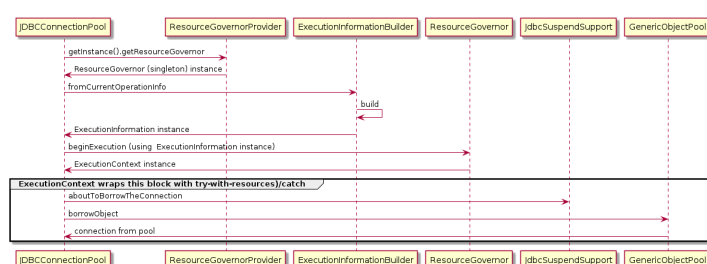 JDBCConnectionPool ResourceGovernorProvider ExecutionInformationBuilder ResourceGovernor JdbcSuspendSupport GenericObjectPool
getInstance().getResourceGovernor
ResourceGovernor (singleton) instance
fromCurrentOperationInfo
build
ExecutionInformation instance
beginExecution (using ExecutionInformation instance)
ExecutionContext instance
ExecutionContext wraps this block with try-with-resources)/catch
aboutToBorrowTheConnection
borrowObject
connection from pool
JDBCConnectionPool ResourceGovernorProvider ExecutionInformationBuilder ResourceGovernor JdbcSuspendSupport GenericObjectPool